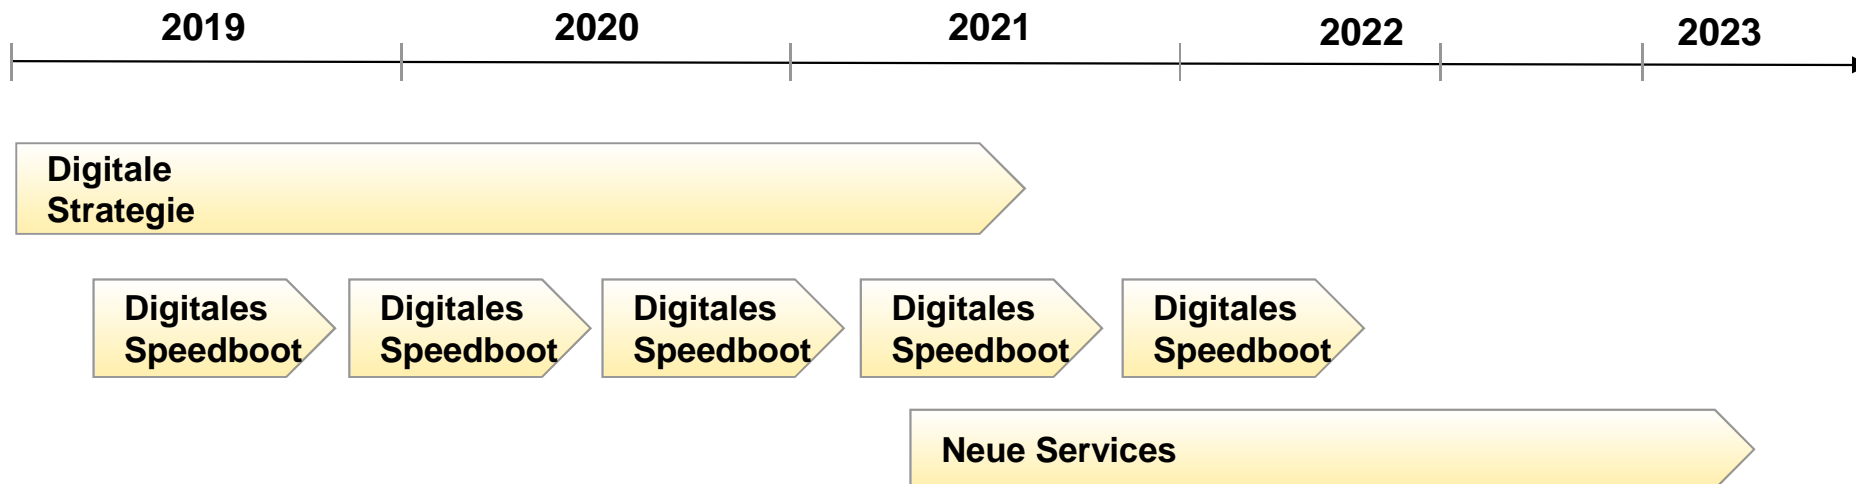 2019 2020 2021 2022 2023
Digitale
Strategie
Digitales
Speedboot
Digitales
Speedboot
Digitales
Speedboot
Digitales
Speedboot
Digitales
Speedboot
Neue Services